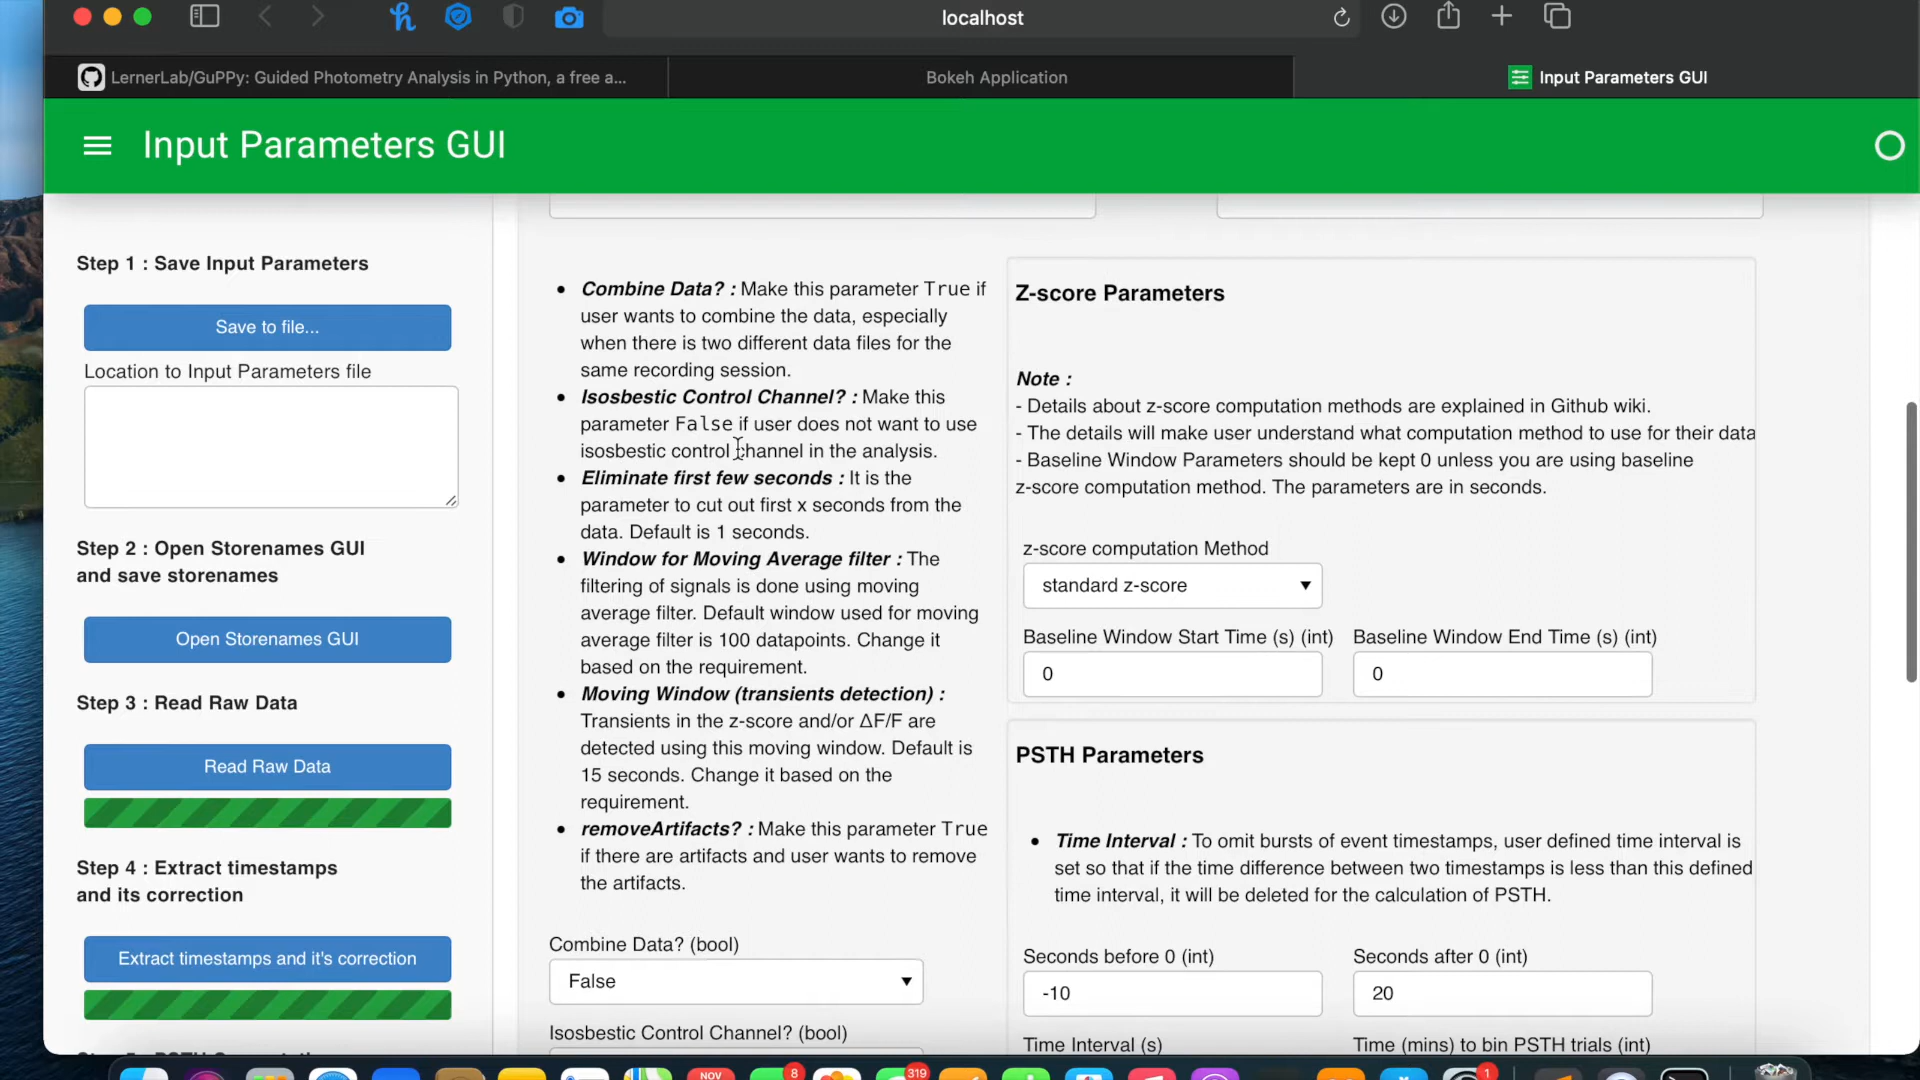 localhost
LernerLab/GuPPy: Guided Photometry Analysis in Python, a free a...
Bokeh Application
Input Parameters GUI
Input Parameters GUI
Step 1 : Save Input Parameters
Save to file...
Location to Input Parameters file
Step 2 : Open Storenames GUI
and save storenames
Open Storenames GUI
Step 3 : Read Raw Data
Read Raw Data
Step 4 : Extract timestamps
and its correction
Extract timestamps and it's correction
Combine Data? : Make this parameter True if
user wants to combine the data, especially
when there is two different data files for the
same recording session.
Isosbestic Control Channel? : Make this
parameter False if user does not want to use
isosbestic control channel in the analysis.
Eliminate first few seconds : It is the
parameter to cut out first x seconds from the
data. Default is 1 seconds.
Window for Moving Average filter : The
filtering of signals is done using moving
average filter. Default window used for moving
average filter is 100 datapoints. Change it
based on the requirement.
Moving Window (transients detection) :
Transients in the z-score and/or ΔF/F are
detected using this moving window. Default is
15 seconds. Change it based on the
requirement.
removeArtifacts? : Make this parameter True
if there are artifacts and user wants to remove
the artifacts.
Combine Data? (bool)
False
Isosbestic Control Channel? (bool)
Z-score Parameters
Note :
- Details about z-score computation methods are explained in Github wiki.
- The details will make user understand what computation method to use for their data
- Baseline Window Parameters should be kept 0 unless you are using baseline
z-score computation method. The parameters are in seconds.
z-score computation Method
standard z-score
Baseline Window Start Time (s) (int) Baseline Window End Time (s) (int)
0 0
PSTH Parameters
Time Interval : To omit bursts of event timestamps, user defined time interval is
set so that if the time difference between two timestamps is less than this defined
time interval, it will be deleted for the calculation of PSTH.
Seconds before 0 (int) Seconds after 0 (int)
-10 20
Time Interval (s) Time (mins) to bin PSTH trials (int)
NOV 8 319 1